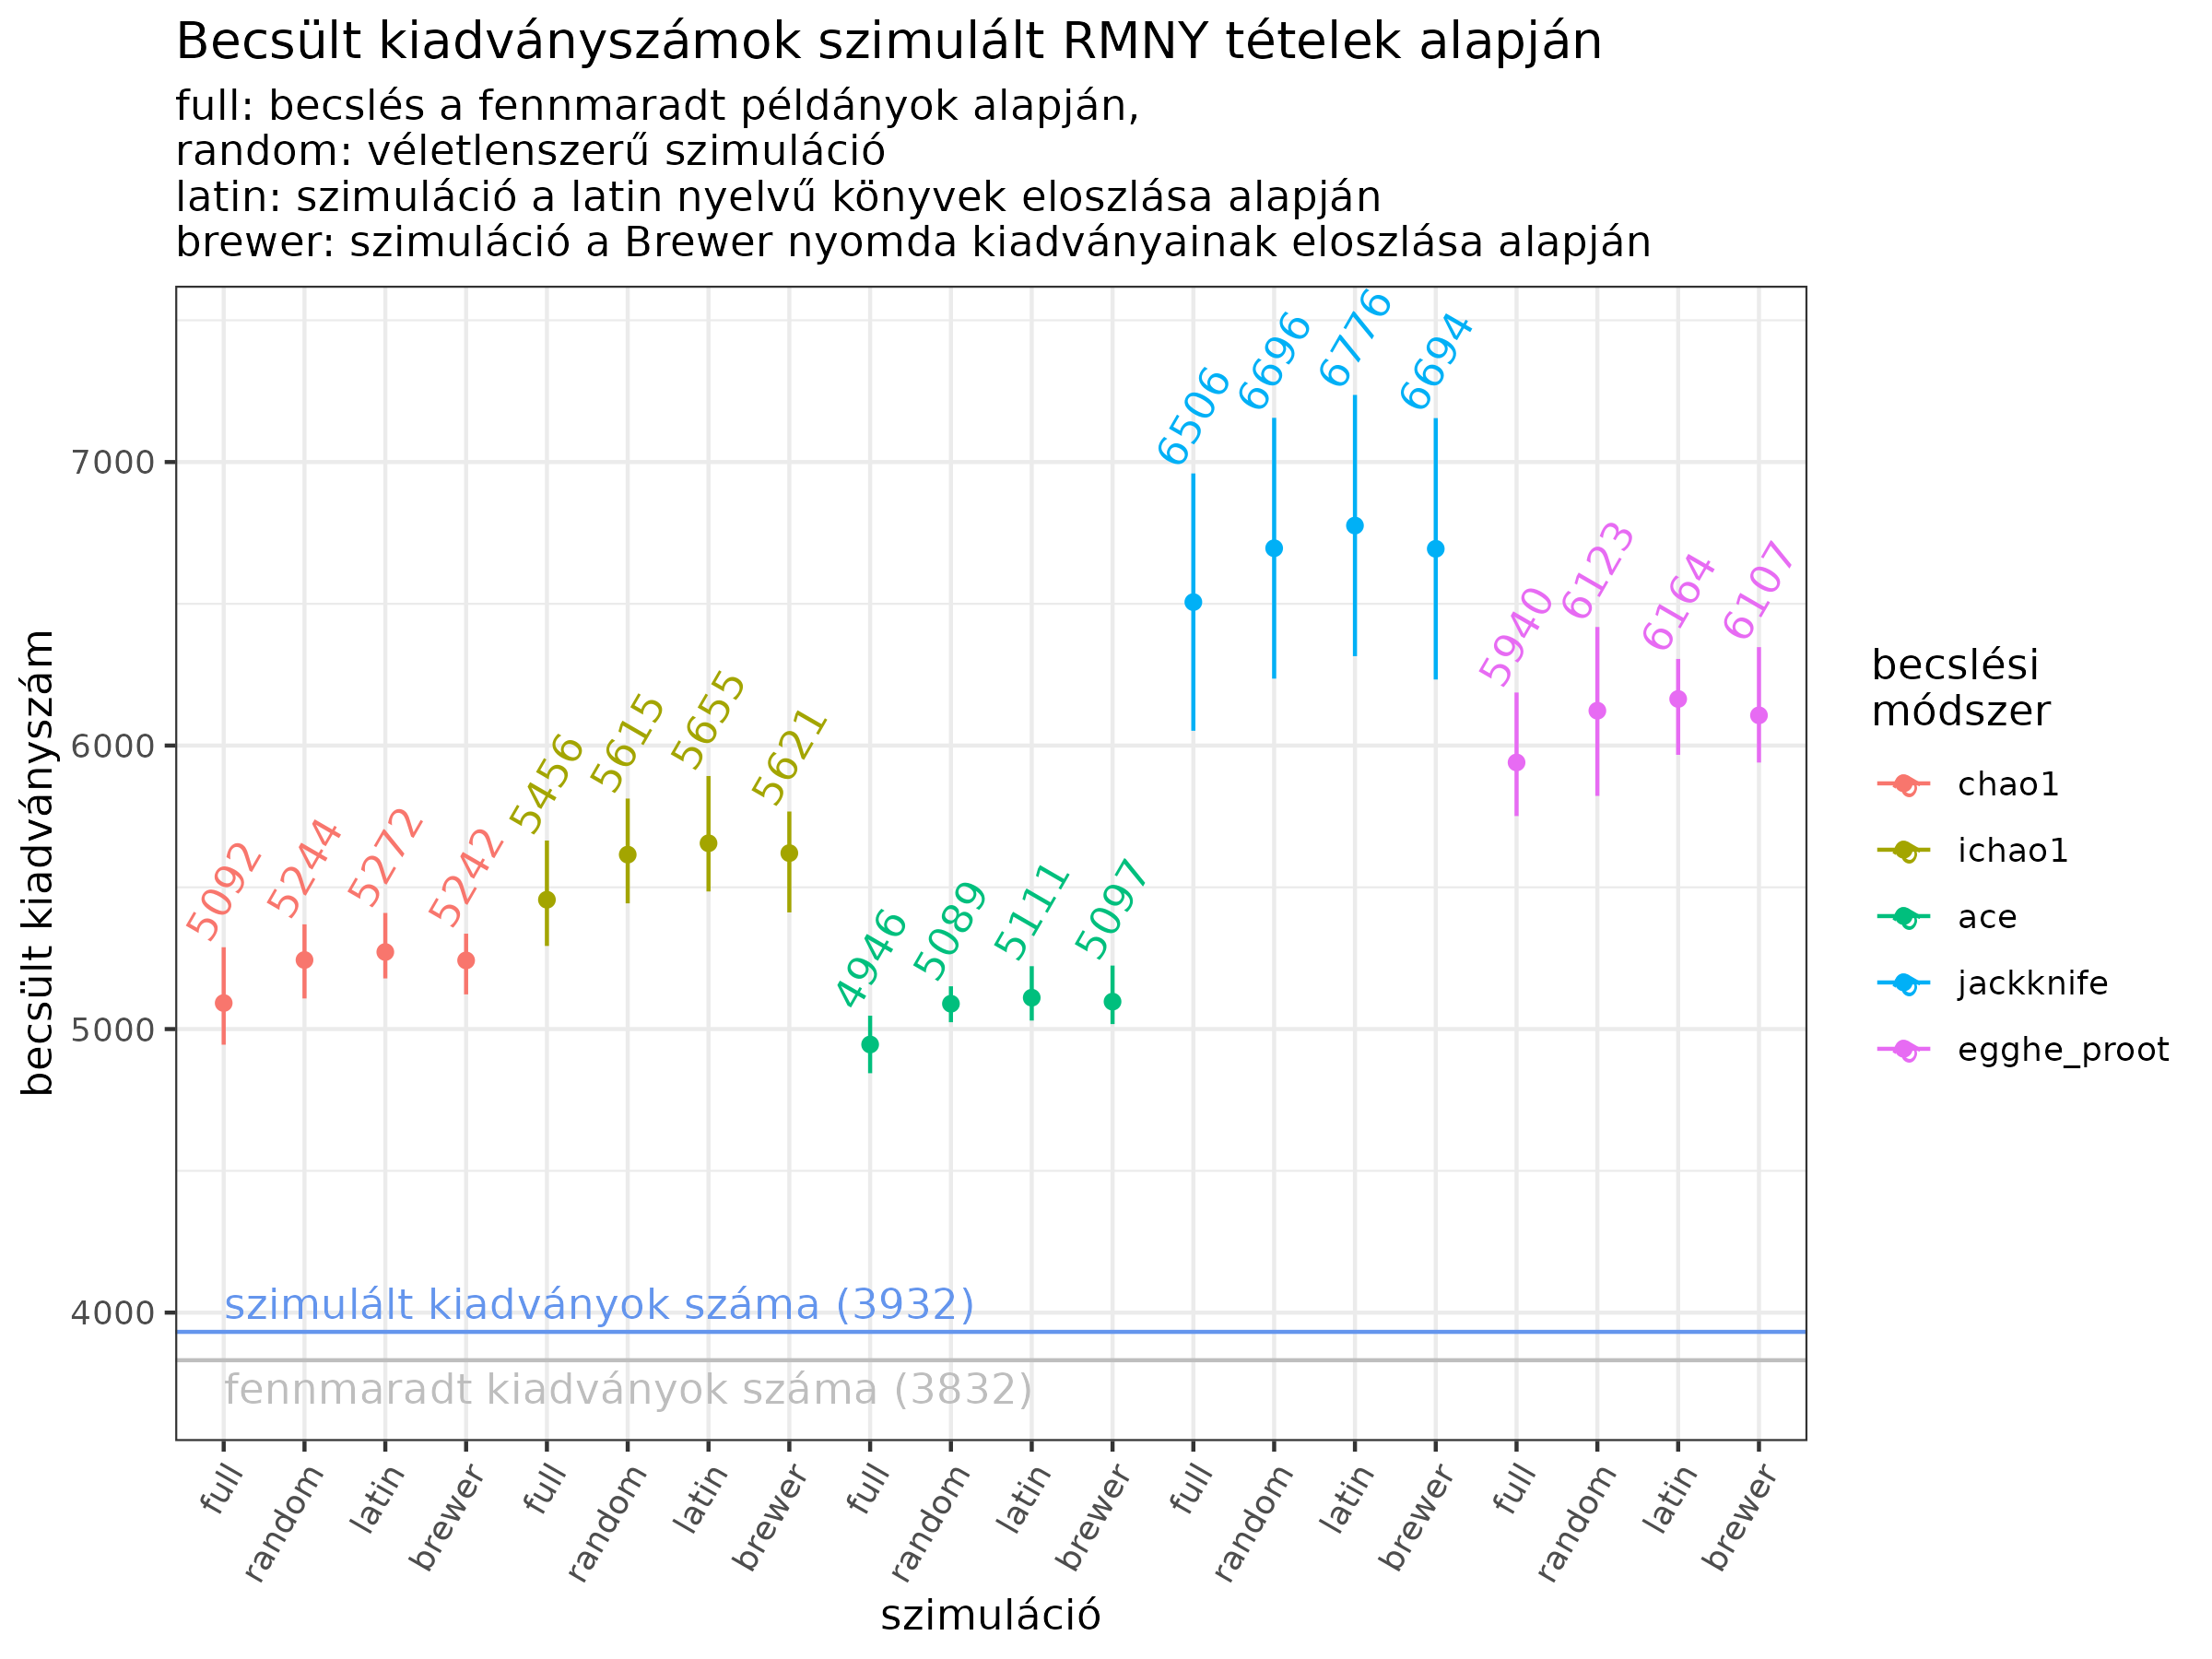 Becsült kiadványszámok szimulált RMNY tételek alapján
full: becslés a fennmaradt példányok alapján,
random: véletlenszerű szimuláció
latin: szimuláció a latin nyelvű könyvek eloszlása alapján
brewer: szimuláció a Brewer nyomda kiadványainak eloszlása alapján
becsült kiadványszám
7000
6000
5000
4000
5092
5244
5272
5242
5456
5615
5655
5621
4946
5089
5111
5097
6506
6696
6776
6694
5940
6123
6164
6107
szimulált kiadványok száma (3932)
fennmaradt kiadványok száma (3832)
full
random
latin
brewer
full
random
latin
brewer
full
random
latin
brewer
full
random
latin
brewer
full
random
latin
brewer
szimuláció
becslési
módszer
chao1
ichao1
ace
jackknife
egghe_proot